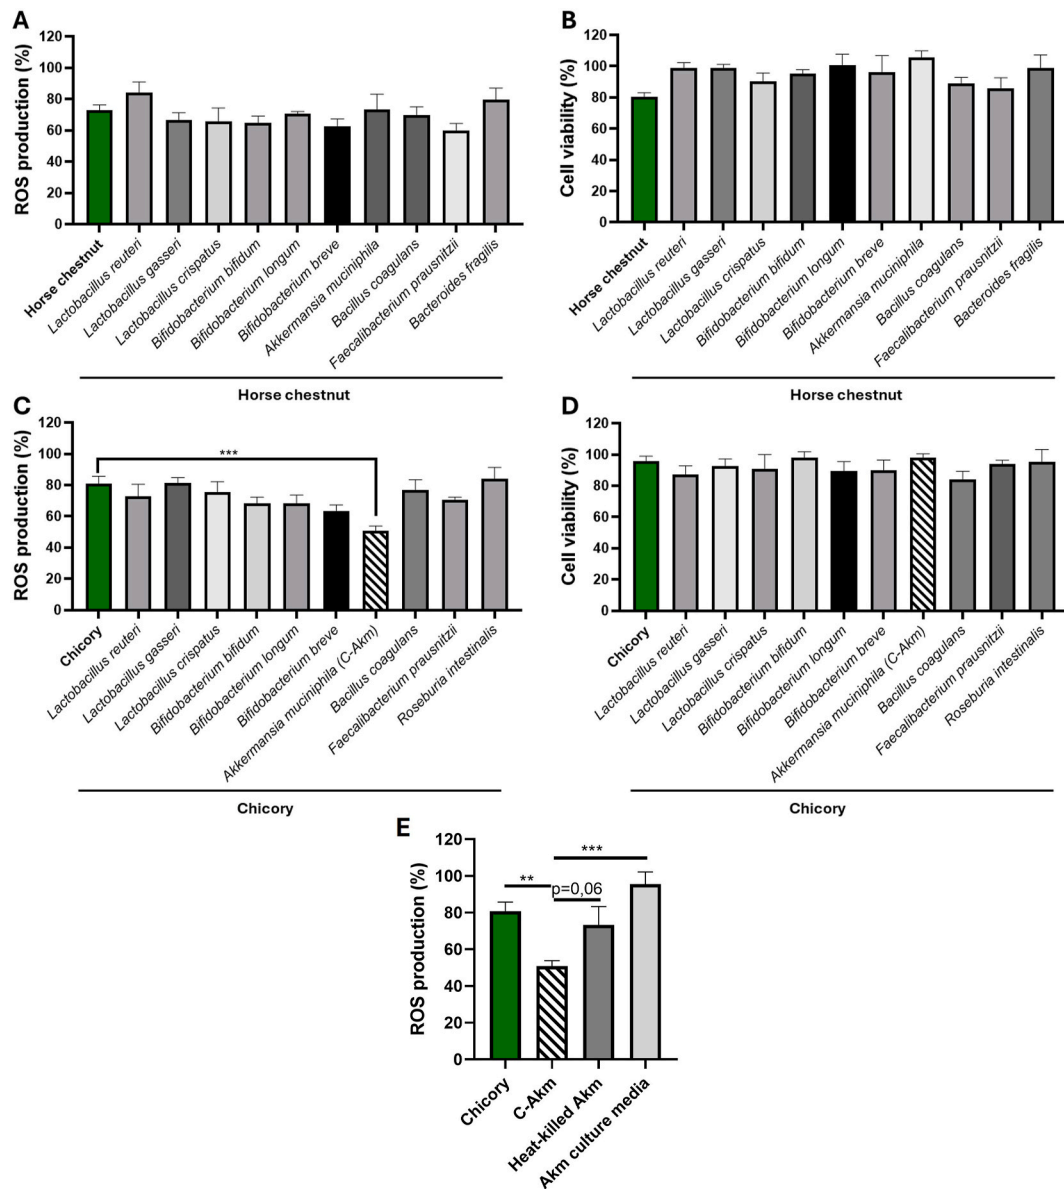 A
ROS production (%)
120
100
80
60
40
20
0
Horse chestnut
Lactobacillus reuteri
Lactobacillus gasseri
Lactobacillus crispatus
Bifidobacterium bifidum
Bifidobacterium longum
Bifidobacterium breve
Akkermansia muciniphila
Bacillus coagulans
Faecalibacterium prausnitzii
Bacteroides fragilis
Horse chestnut
B
Cell viability (%)
120
100
80
60
40
20
0
Horse chestnut
Lactobacillus reuteri
Lactobacillus gasseri
Lactobacillus crispatus
Bifidobacterium bifidum
Bifidobacterium longum
Bifidobacterium breve
Akkermansia muciniphila
Bacillus coagulans
Faecalibacterium prausnitzii
Bacteroides fragilis
Horse chestnut
C
ROS production (%)
120
100
80
60
40
20
0
***
Chicory
Lactobacillus reuteri
Lactobacillus gasseri
Lactobacillus crispatus
Bifidobacterium bifidum
Bifidobacterium longum
Bifidobacterium breve
Akkermansia muciniphila (C-Akm)
Bacillus coagulans
Faecalibacterium prausnitzii
Roseburia intestinalis
Chicory
D
Cell viability (%)
120
100
80
60
40
20
0
Chicory
Lactobacillus reuteri
Lactobacillus gasseri
Lactobacillus crispatus
Bifidobacterium bifidum
Bifidobacterium longum
Bifidobacterium breve
Akkermansia muciniphila (C-Akm)
Bacillus coagulans
Faecalibacterium prausnitzii
Roseburia intestinalis
Chicory
E
ROS production (%)
120
100
80
60
40
20
0
***
**
p=0,06
Chicory
C-Akm
Heat-killed Akm
Akm culture media